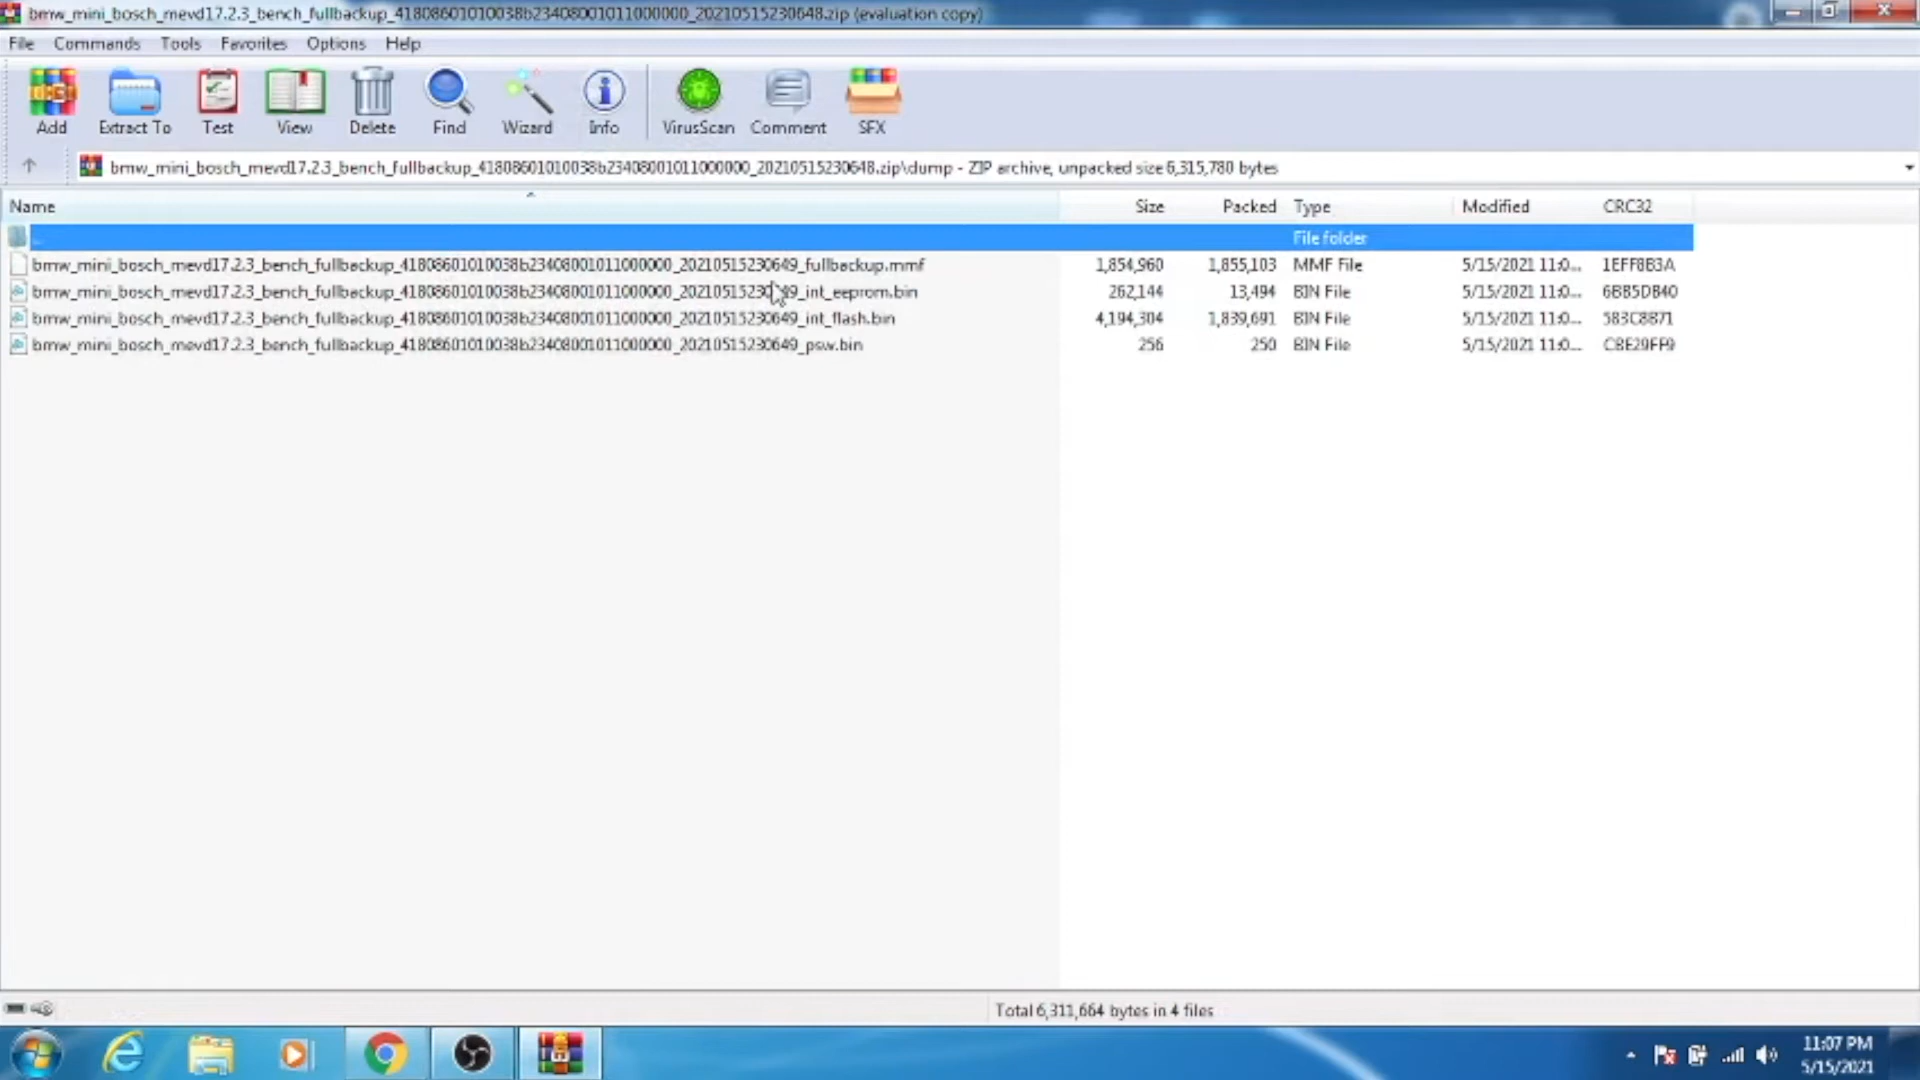 bmw_mini_bosch_mevd17.2.3_bench_fullbackup_41808601010038b23408001011000000_20210515230648.zip (evaluation copy)
File Commands Tools Favorites Options Help
Add Extract To Test View Delete Find Wizard Info VirusScan Comment SFX
bmw_mini_bosch_mevd17.2.3_bench_fullbackup_41808601010038b23408001011000000_20210515230648.zip\dump - ZIP archive, unpacked size 6,315,780 bytes
Name Size Packed Type Modified CRC32
.. File folder
bmw_mini_bosch_mevd17.2.3_bench_fullbackup_41808601010038b23408001011000000_20210515230649_fullbackup.mmf 1,854,960 1,855,103 MMF File 5/15/2021 11:0... 1EFF8B3A
bmw_mini_bosch_mevd17.2.3_bench_fullbackup_41808601010038b23408001011000000_20210515230649_int_eeprom.bin 262,144 13,494 BIN File 5/15/2021 11:0... 6BB5DB40
bmw_mini_bosch_mevd17.2.3_bench_fullbackup_41808601010038b23408001011000000_20210515230649_int_flash.bin 4,194,304 1,839,691 BIN File 5/15/2021 11:0... 583C8B71
bmw_mini_bosch_mevd17.2.3_bench_fullbackup_41808601010038b23408001011000000_20210515230649_psw.bin 256 250 BIN File 5/15/2021 11:0... CBE29FF9
Total 6,311,664 bytes in 4 files
11:07 PM
5/15/2021